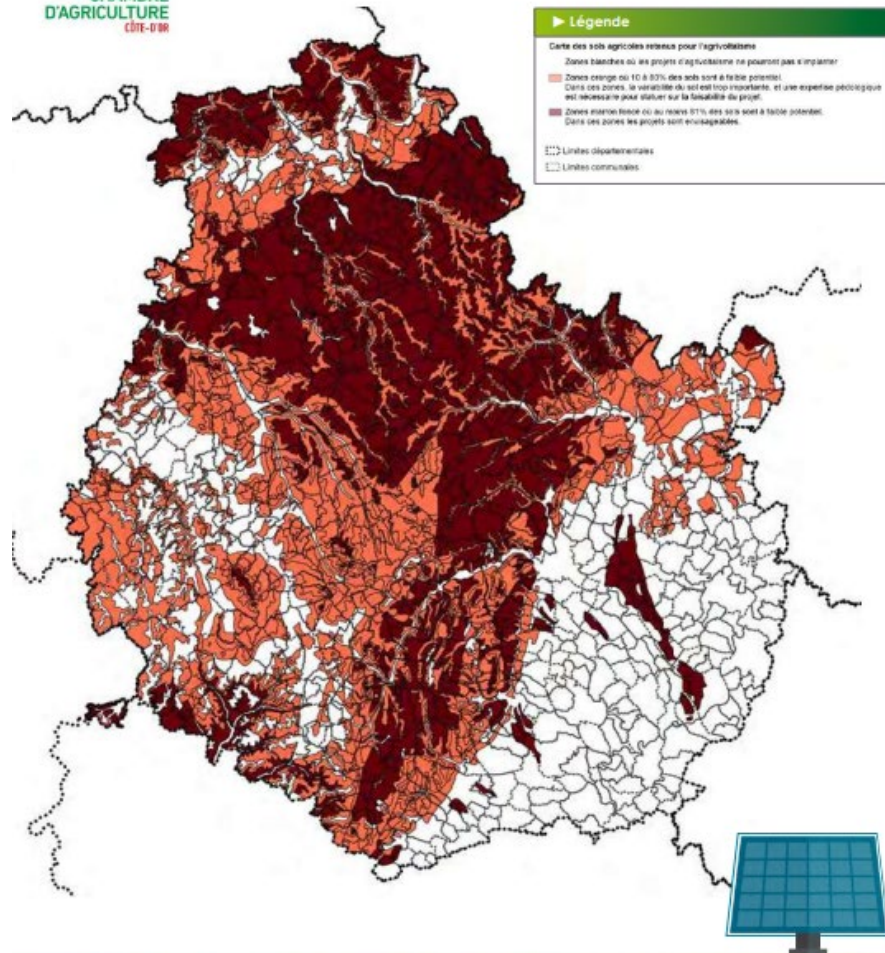 CHAMBRE
D'AGRICULTURE
CÔTE-D'OR
► Légende
Carte des sols agricoles retenus pour l'agrivoltaïsme
Zones blanches où les projets d'agrivoltaïsme ne pourront pas s'implanter
Zones orange où 10 à 80% des sols sont à faible potentiel.
Dans ces zones, la variabilité du sol est trop importante, et une expertise pédologique
est nécessaire pour statuer sur la faisabilité du projet.
Zones marron foncé où au moins 81% des sols sont à faible potentiel.
Dans ces zones les projets sont envisageables.
Limites départementales
Limites communales